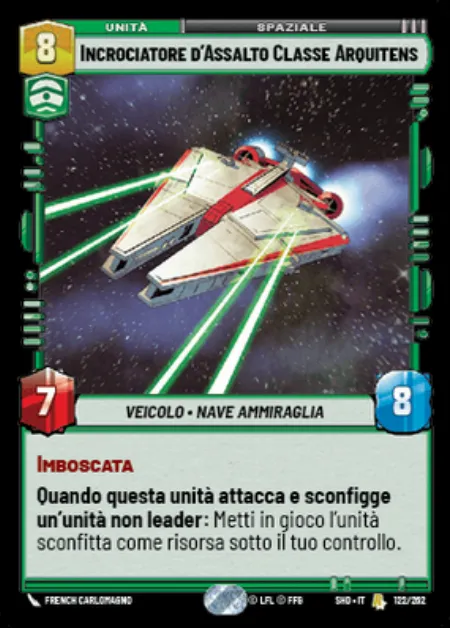 UNITÀ
SPAZIALE
8
INCROCIATORE D'ASSALTO CLASSE ARQUITENS
7
VEICOLO • NAVE AMMIRAGLIA
8
IMBOSCATA
Quando questa unità attacca e sconfigge
un'unità non leader: Metti in gioco l'unità
sconfitta come risorsa sotto il tuo controllo.
FRENCH CARLOMAGNO
© LFL © FFG
SHD • IT
122/262